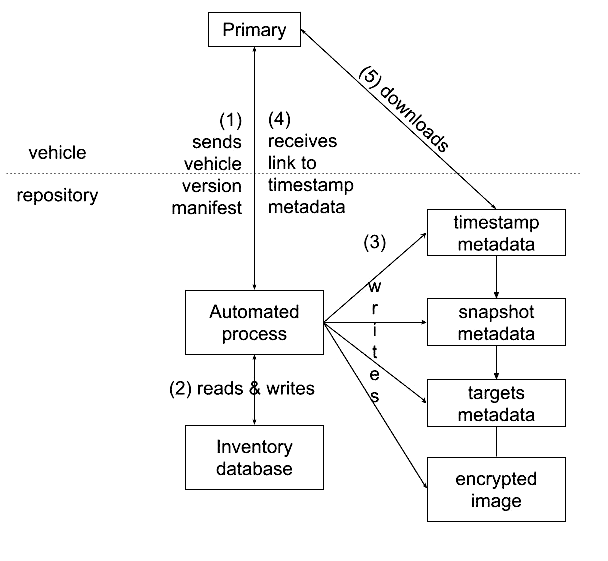 Primary
(5) downloads
(1)
sends
vehicle
version
manifest
(4)
receives
link to
timestamp
metadata
vehicle
repository
timestamp
metadata
(3)
writes
snapshot
metadata
Automated
process
targets
metadata
(2) reads & writes
Inventory
database
encrypted
image